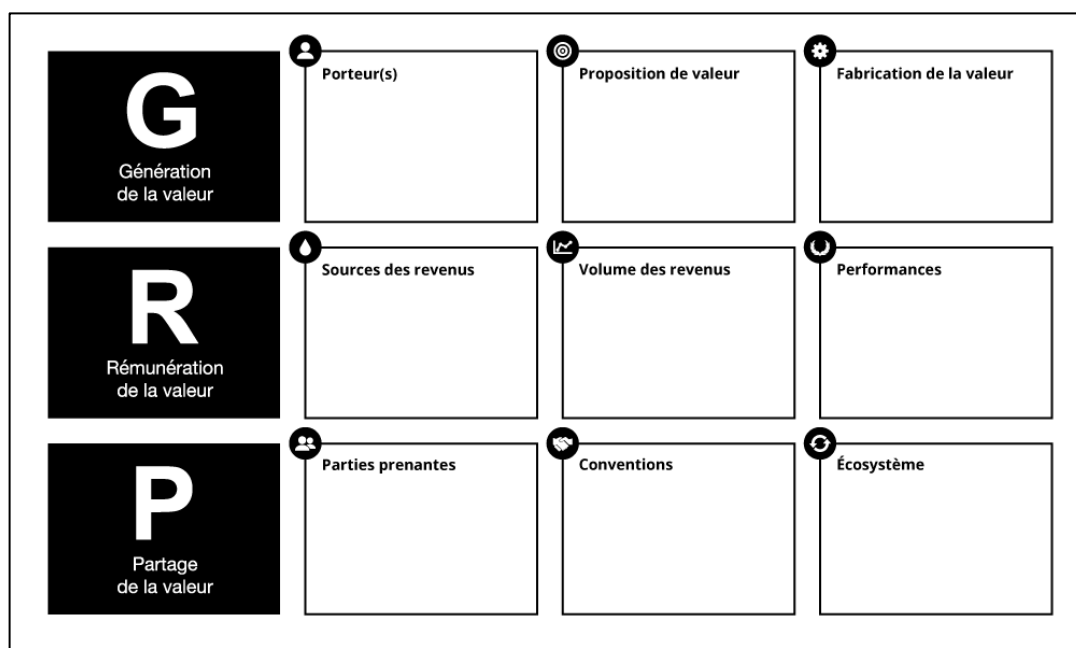 G
Génération
de la valeur
Porteur(s)
Proposition de valeur
Fabrication de la valeur
R
Rémunération
de la valeur
Sources des revenus
Volume des revenus
Performances
P
Partage
de la valeur
Parties prenantes
Conventions
Écosystème